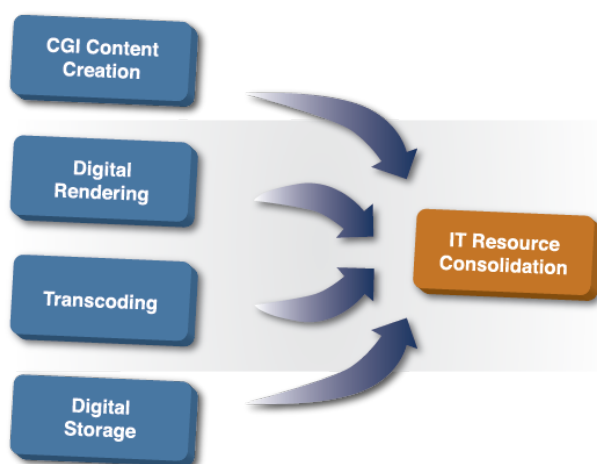 CGI Content
Creation
Digital
Rendering
IT Resource
Consolidation
Transcoding
Digital
Storage